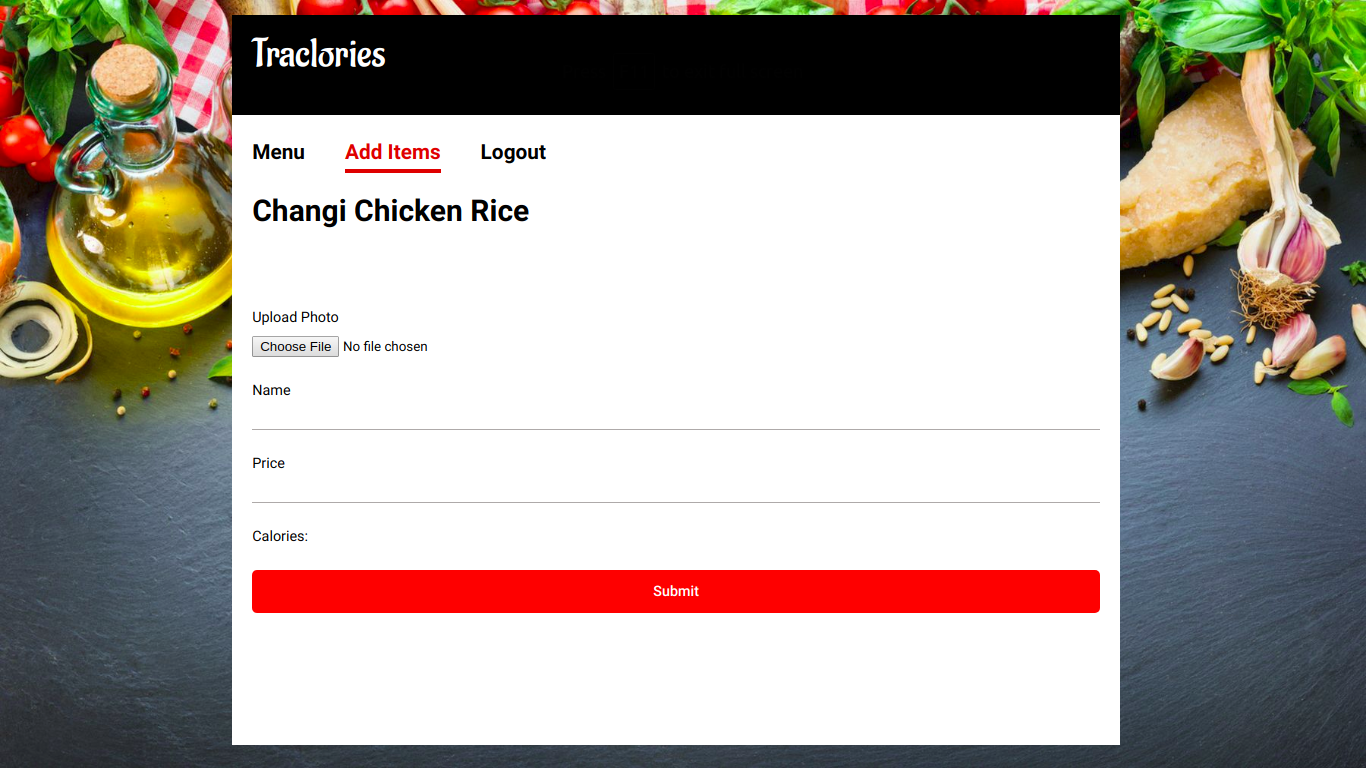 Traclories
Menu Add Items Logout
Changi Chicken Rice
Upload Photo
Choose File No file chosen
Name
Price
Calories:
Submit